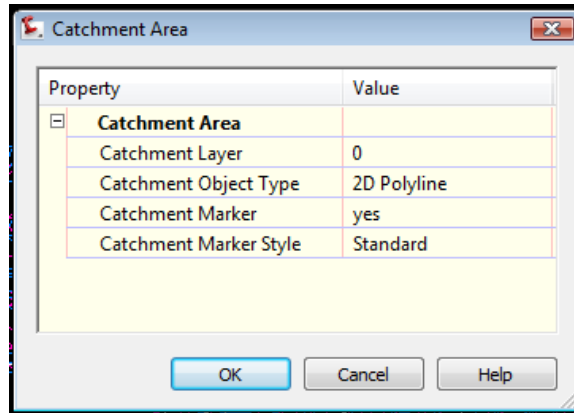 Catchment Area
Property Value
Catchment Area
Catchment Layer 0
Catchment Object Type 2D Polyline
Catchment Marker yes
Catchment Marker Style Standard
OK Cancel Help